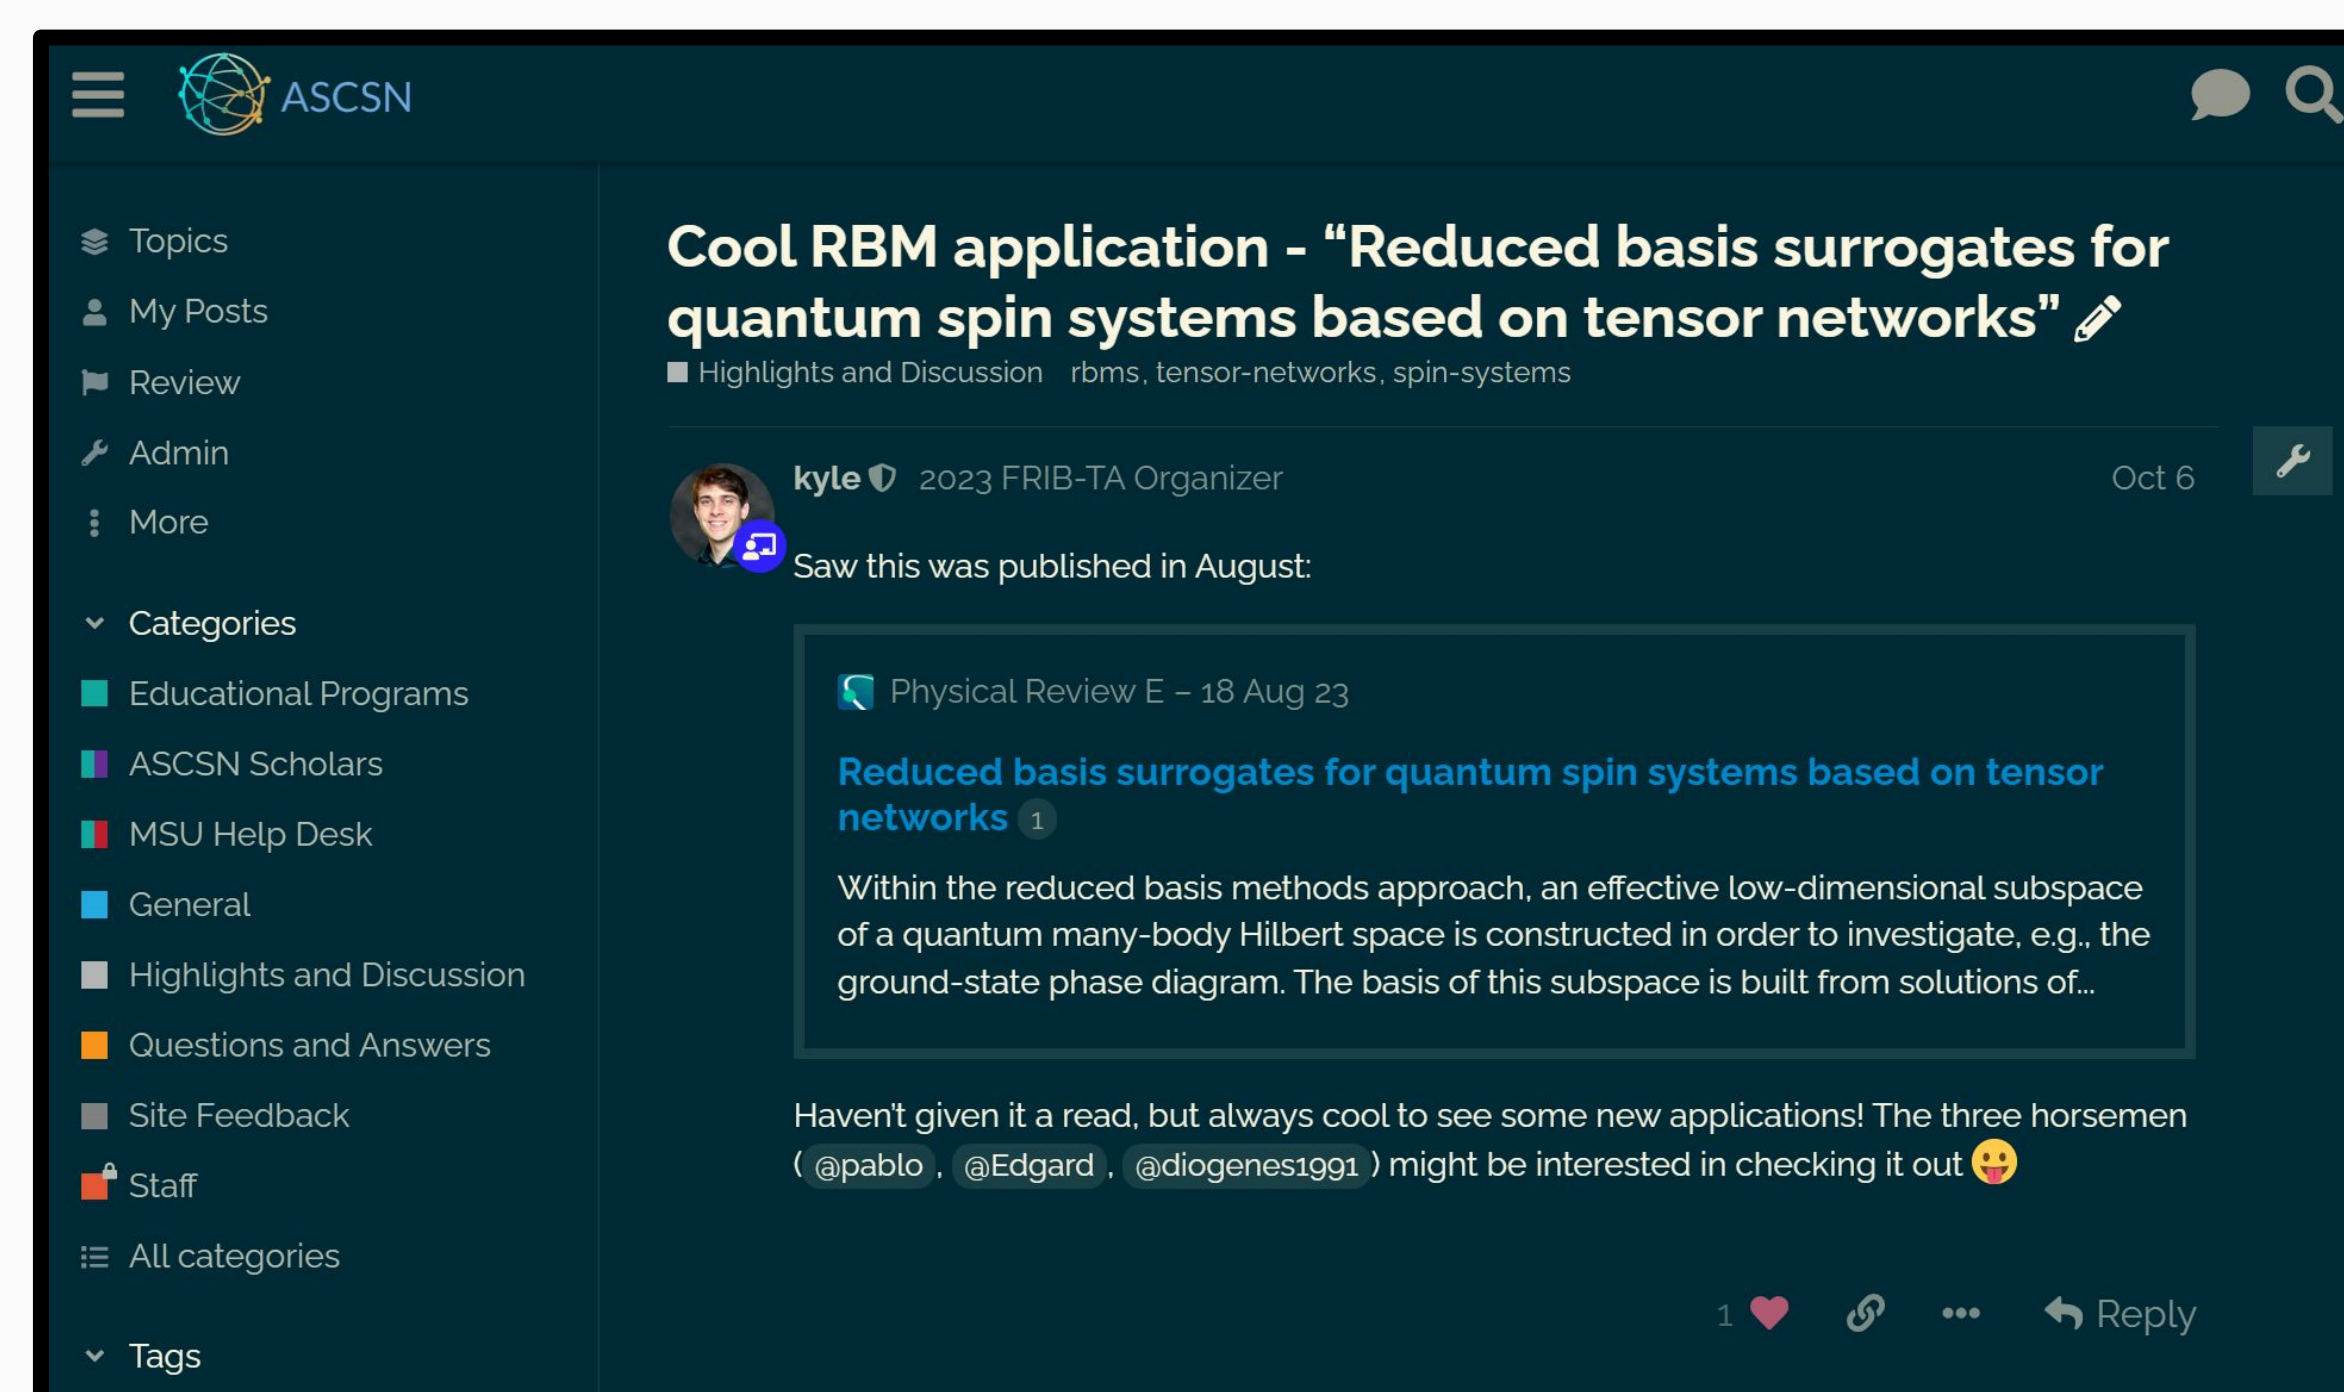 ASCSN
Topics
My Posts
Review
Admin
More
Categories
Educational Programs
ASCSN Scholars
MSU Help Desk
General
Highlights and Discussion
Questions and Answers
Site Feedback
Staff
All categories
Tags
Cool RBM application - “Reduced basis surrogates for
quantum spin systems based on tensor networks”
Highlights and Discussion rbms, tensor-networks, spin-systems
kyle 2023 FRIB-TA Organizer Oct 6
Saw this was published in August:
Physical Review E – 18 Aug 23
Reduced basis surrogates for quantum spin systems based on tensor
networks 1
Within the reduced basis methods approach, an effective low-dimensional subspace
of a quantum many-body Hilbert space is constructed in order to investigate, e.g., the
ground-state phase diagram. The basis of this subspace is built from solutions of...
Haven’t given it a read, but always cool to see some new applications! The three horsemen
( @pablo , @Edgard , @diogenes1991 ) might be interested in checking it out 😛
1 Reply